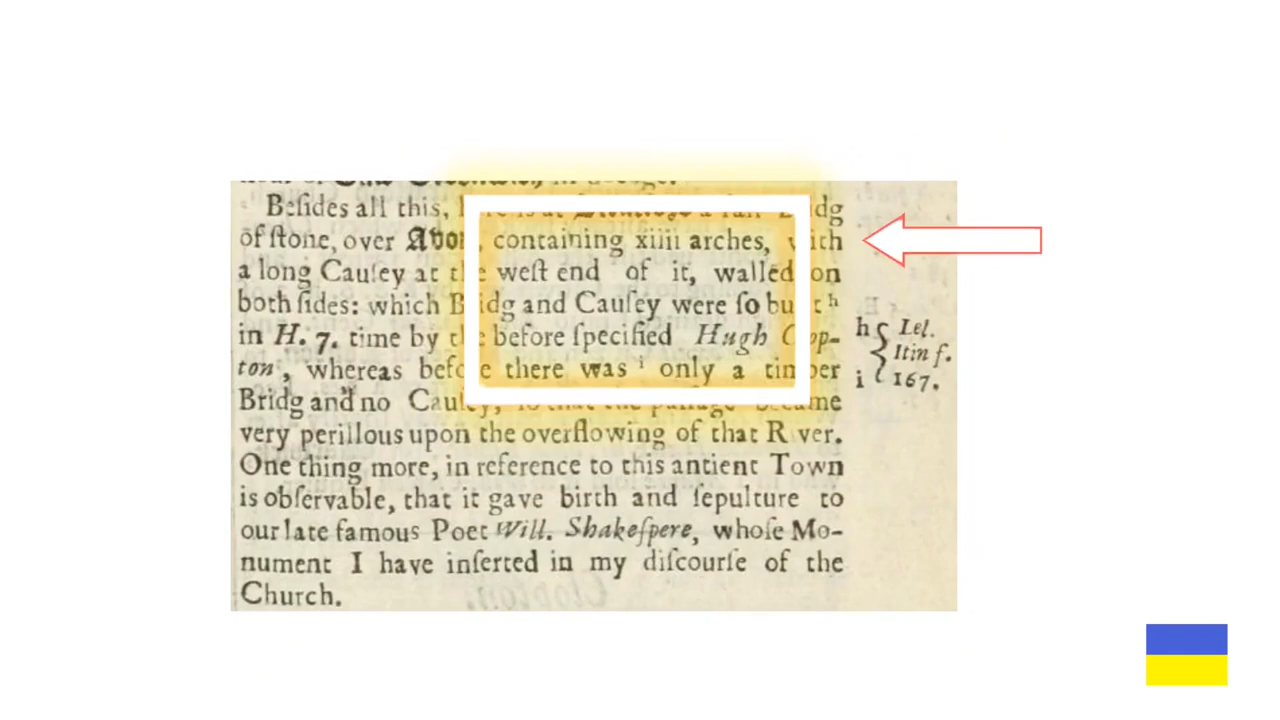 Beſides all this, 
of ſtone, over Avon, containing xiiii arches, with
a long Cauſey at the weſt end of it, walled on
both ſides: which Bridg and Cauſey were ſo built h
in H. 7. time by the before ſpecified Hugh Clop-
ton, whereas before there was i only a timber
Bridg and no Cauſey,
very perillous upon the overflowing of that R ver.
One thing more, in reference to this antient Town
is obſervable, that it gave birth and ſepulture to
our late famous Poet Will. Shakeſpere, whoſe Mo-
nument I have inſerted in my diſcourſe of the
Church.
h Lel.
Itin f.
i 167.